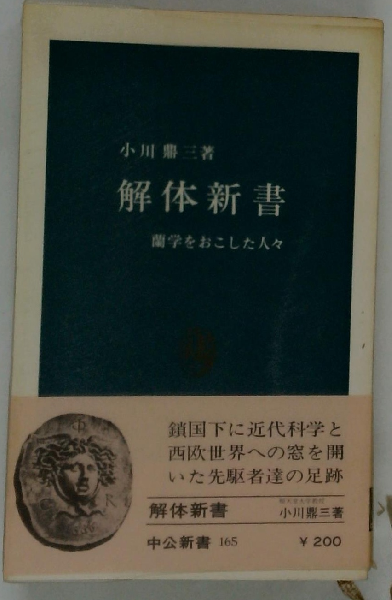 小川鼎三著
解体新書
蘭学をおこした人々
鎖国下に近代科学と
西欧世界への窓を開
いた先駆者達の足跡
解体新書
小川鼎三著
中公新書 165
¥200